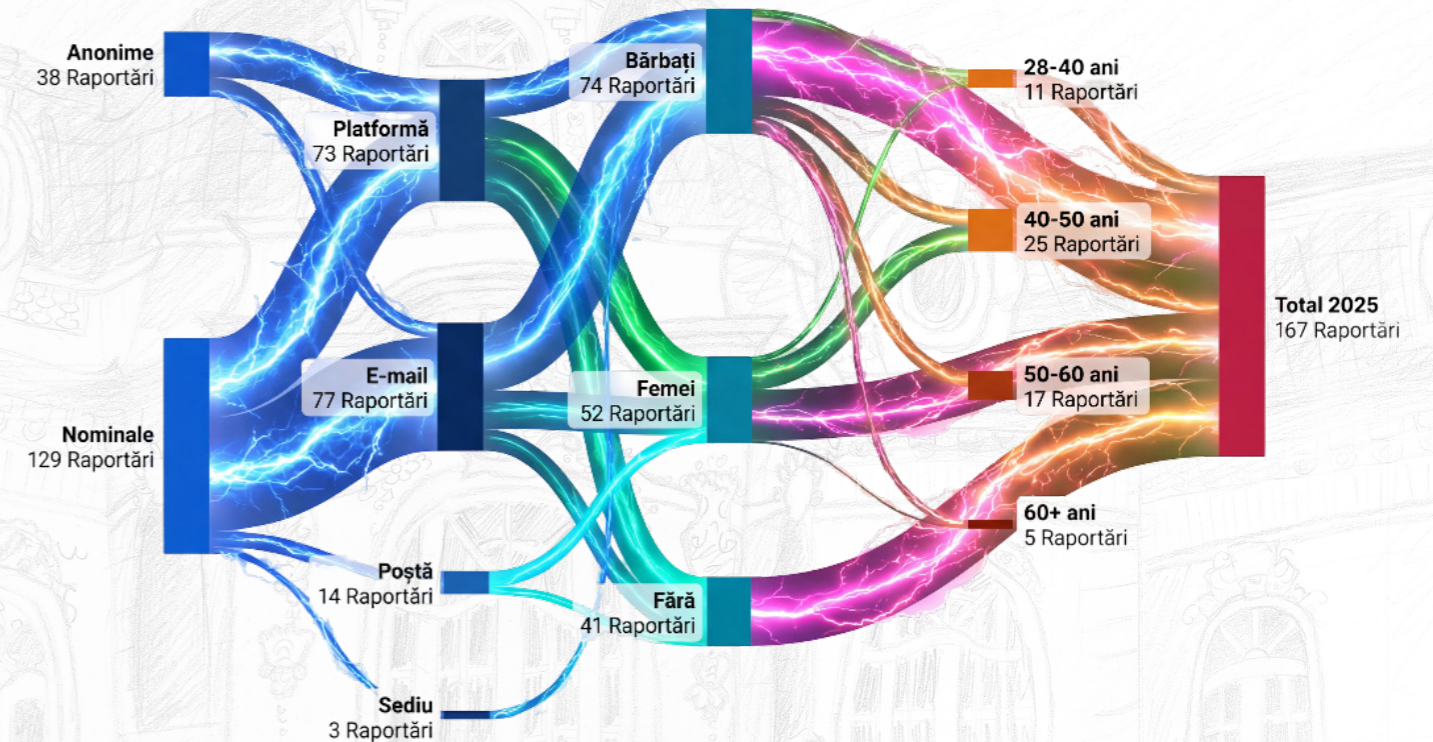 Anonime
38 Raportări
Nominale
129 Raportări
Platformă
73 Raportări
E-mail
77 Raportări
Poștă
14 Raportări
Sediu
3 Raportări
Bărbați
74 Raportări
Femei
52 Raportări
Fără
41 Raportări
28-40 ani
11 Raportări
40-50 ani
25 Raportări
50-60 ani
17 Raportări
60+ ani
5 Raportări
Total 2025
167 Raportări